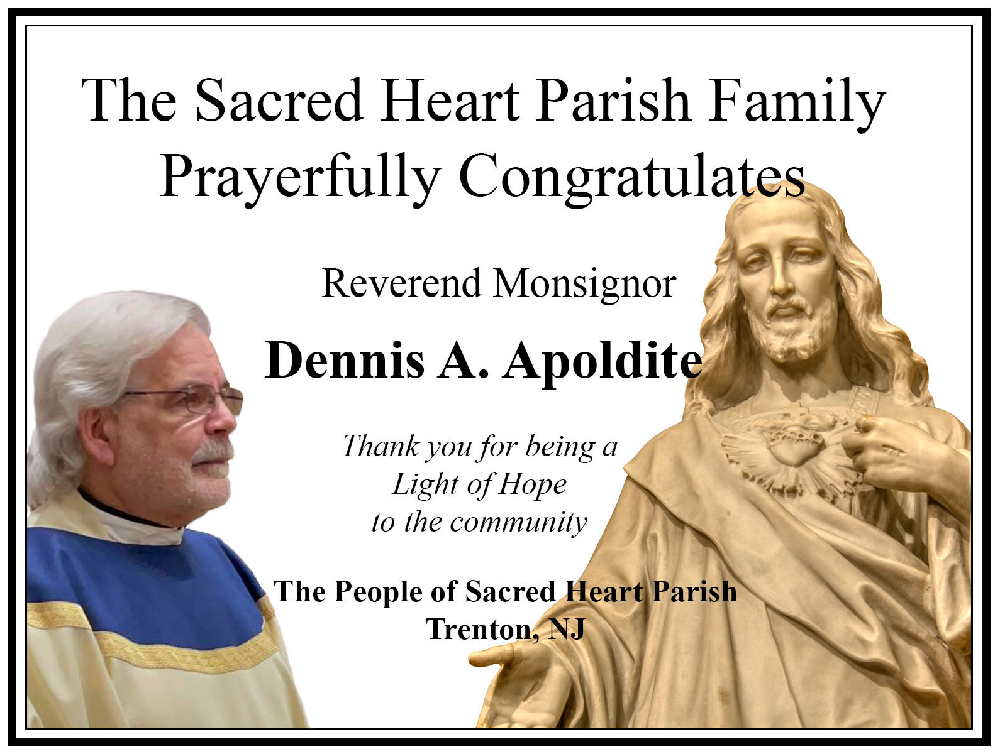 The Sacred Heart Parish Family
Prayerfully Congratulates
Reverend Monsignor
Dennis A. Apoldite
Thank you for being a
Light of Hope
to the community
The People of Sacred Heart Parish
Trenton, NJ